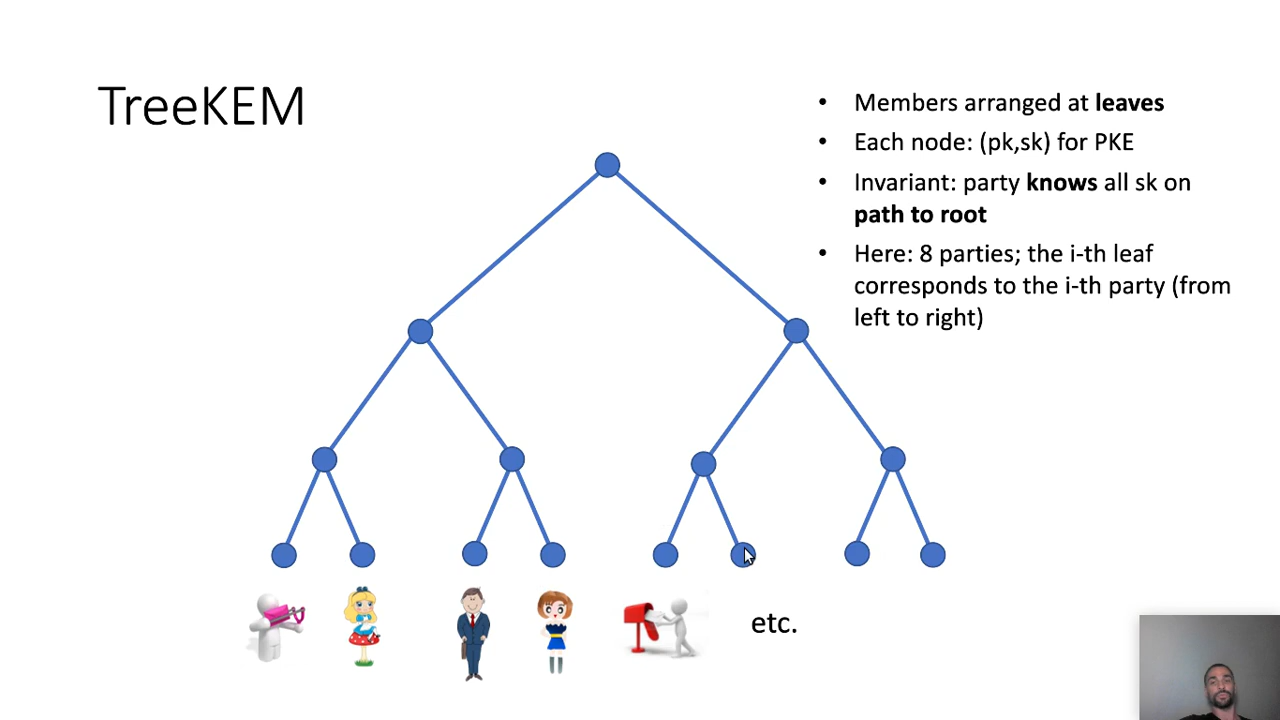 TreeKEM
• Members arranged at leaves
• Each node: (pk,sk) for PKE
• Invariant: party knows all sk on
path to root
• Here: 8 parties; the i-th leaf
corresponds to the i-th party (from
left to right)
etc.